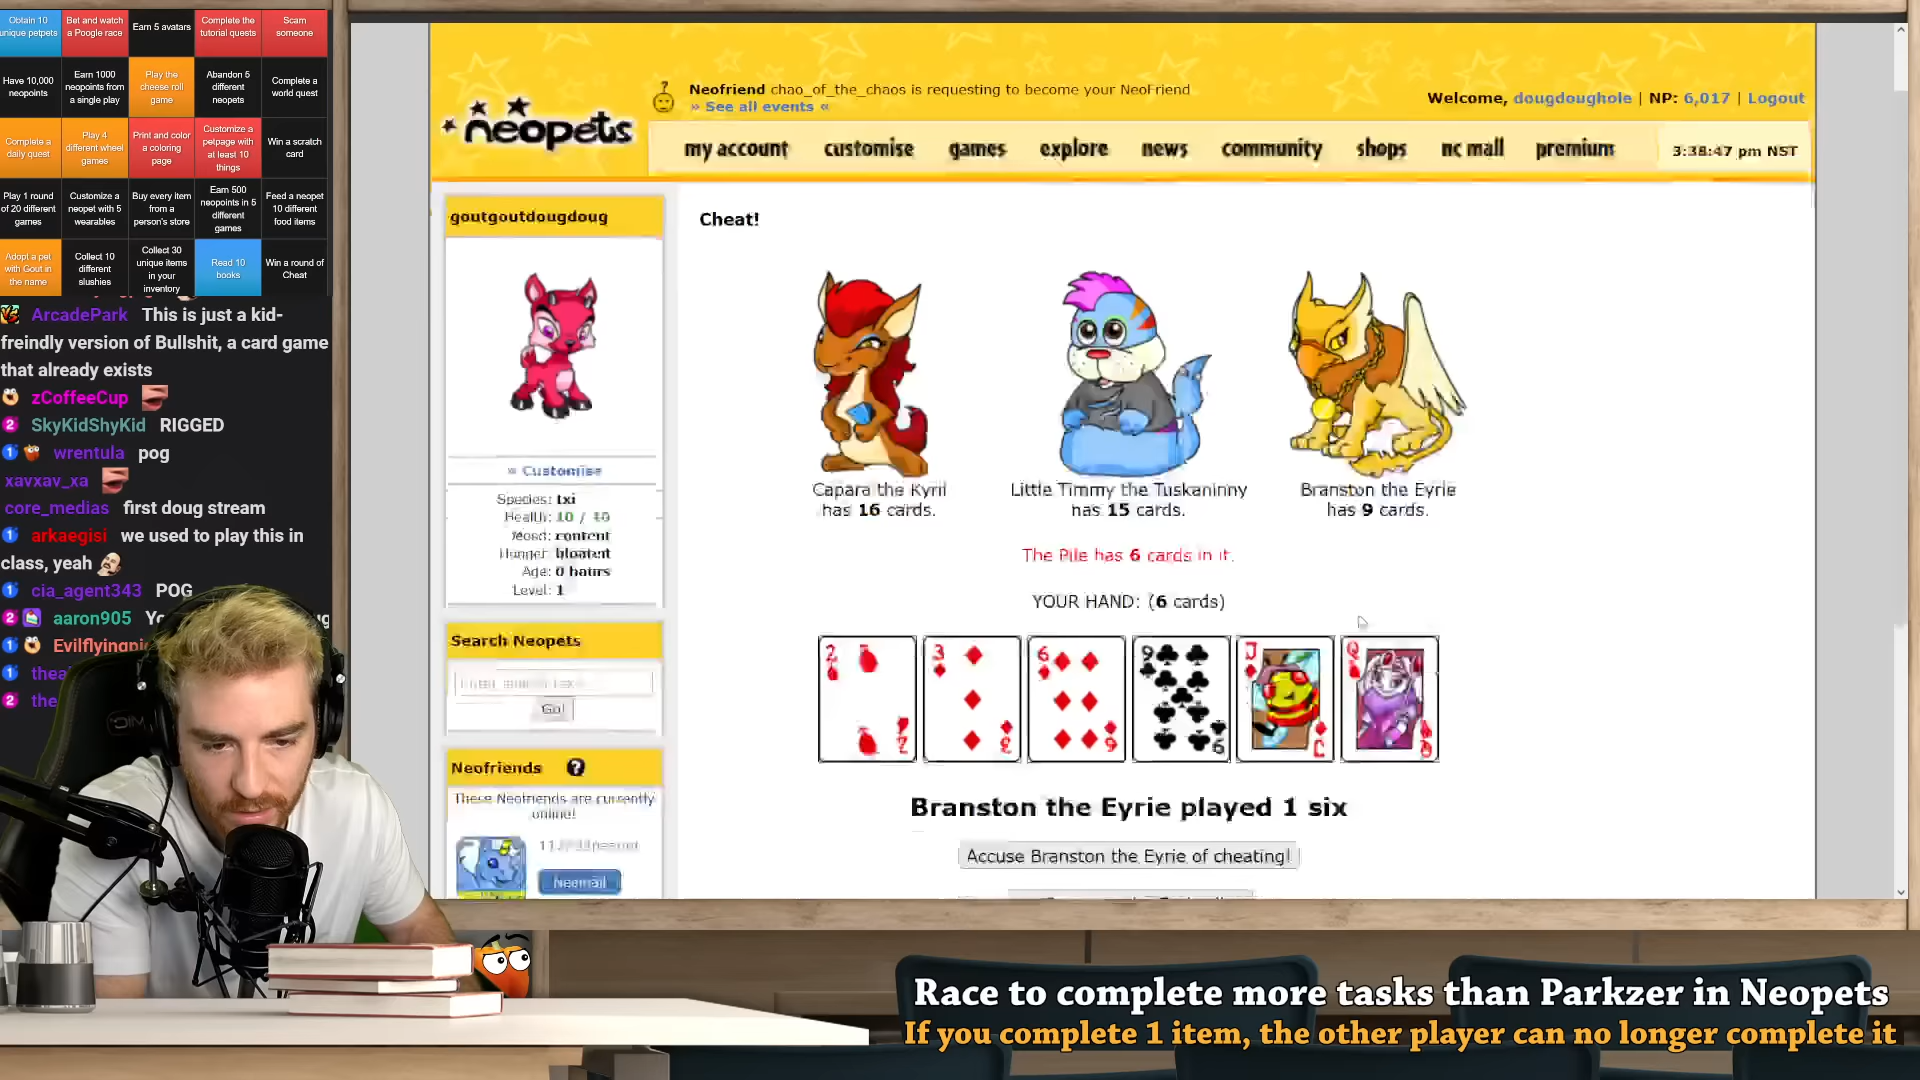 Obtain 10
unique petpets
Bet and watch
a Poogle race
Earn 5 avatars
Complete the
tutorial quests
Scam
someone
Have 10,000
neopoints
Earn 1000
neopoints from
a single play
Play the
cheese roll
game
Abandon 5
different
neopets
Complete a
world quest
Complete a
daily quest
Play 4
different wheel
games
Print and color
a coloring
page
Customize a
petpage with
at least 10
things
Win a scratch
card
Play 1 round
of 20 different
games
Customize a
neopet with 5
wearables
Buy every item
from a
person's store
Earn 500
neopoints in 5
different
games
Feed a neopet
10 different
food items
Adopt a pet
with Gout in
the name
Collect 10
different
slushies
Collect 30
unique items
in your
inventory
Read 10
books
Win a round of
Cheat
ArcadePark This is just a kid-
freindly version of Bullshit, a card game
that already exists
zCoffeeCup
SkyKidShyKid RIGGED
wrentula pog
xavxav_xa
core_medias first doug stream
arkaegisi we used to play this in
class, yeah
cia_agent343 POG
aaron905
Evilflyingpi
thea
the
neopets
Neofriend chao_of_the_chaos is requesting to become your NeoFriend
» See all events «
Welcome, dougdoughole | NP: 6,017 | Logout
my account customise games explore news community shops nc mall premium
3:38:47 pm NST
goutgoutdougdoug
» Customise
Species: Ixi
Health: 10 / 10
Mood: content
Hunger: bloated
Age: 0 hours
Level: 1
Search Neopets
Go!
Neofriends ?
These Neofriends are currently
online!
Neomail
Cheat!
Capara the Kyrii
has 16 cards.
Little Timmy the Tuskaninny
has 15 cards.
Branston the Eyrie
has 9 cards.
The Pile has 6 cards in it.
YOUR HAND: (6 cards)
2 3 6 9 J Q
2 3 6 9 J Q
Branston the Eyrie played 1 six
Accuse Branston the Eyrie of cheating!
Race to complete more tasks than Parkzer in Neopets
If you complete 1 item, the other player can no longer complete it